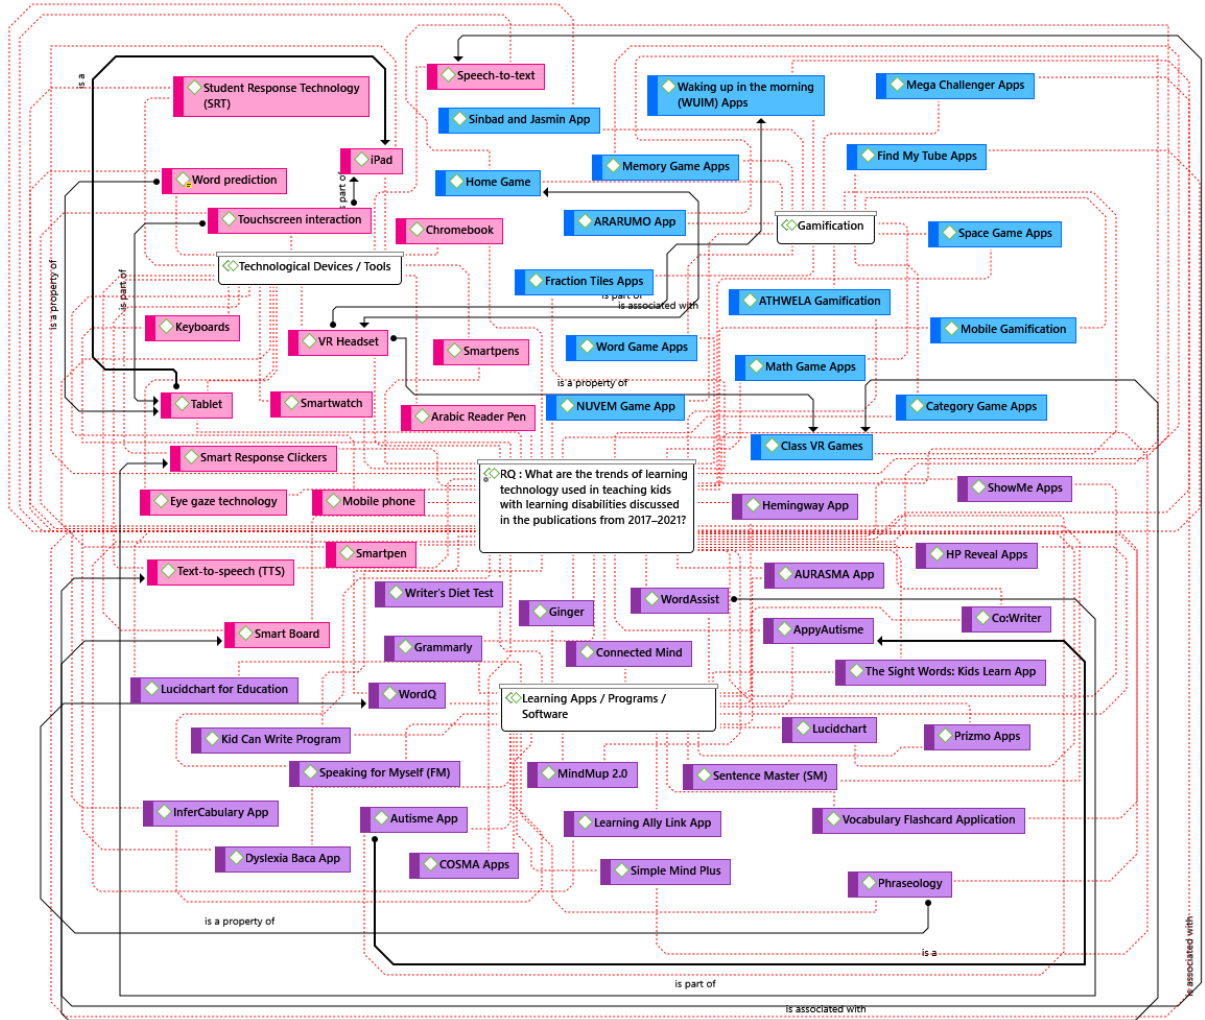 Speech-to-text
Student Response Technology
(SRT)
is a
Waking up in the morning
(WUIM) Apps
Mega Challenger Apps
Sinbad and Jasmin App
iPad
Find My Tube Apps
Memory Game Apps
Word prediction
Home Game
is part of
Touchscreen interaction
Chromebook
ARARUMO App
Gamification
Space Game Apps
Technological Devices / Tools
Fraction Tiles Apps
is a property of
is part of
is part of
is associated with
ATHWELA Gamification
Keyboards
VR Headset
Smartpens
Word Game Apps
Mobile Gamification
Math Game Apps
is a property of
Tablet
Smartwatch
Arabic Reader Pen
NUVEM Game App
Category Game Apps
Class VR Games
Smart Response Clickers
RQ : What are the trends of learning
technology used in teaching kids
with learning disabilities discussed
in the publications from 2017–2021?
Eye gaze technology
Mobile phone
Hemingway App
ShowMe Apps
Smartpen
HP Reveal Apps
Text-to-speech (TTS)
AURASMA App
Writer's Diet Test
Ginger
WordAssist
Co:Writer
Smart Board
AppyAutisme
Grammarly
Connected Mind
The Sight Words: Kids Learn App
Lucidchart for Education
WordQ
Learning Apps / Programs /
Software
Lucidchart
Prizmo Apps
Kid Can Write Program
Speaking for Myself (FM)
MindMup 2.0
Sentence Master (SM)
InferCabulary App
Autisme App
Learning Ally Link App
Vocabulary Flashcard Application
Dyslexia Baca App
COSMA Apps
Simple Mind Plus
Phraseology
is a property of
is a
is associated with
is part of
is associated with